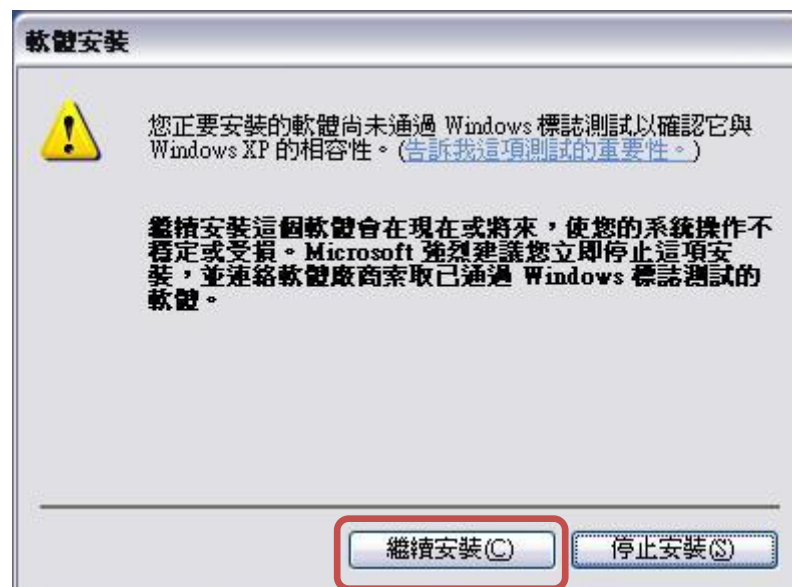 軟體安裝
您正要安裝的軟體尚未通過 Windows 標誌測試以確認它與
Windows XP 的相容性。(告訴我這項測試的重要性。)
繼續安裝這個軟體會在現在或將來，使您的系統操作不
穩定或受損。Microsoft 強烈建議您立即停止這項安
裝，並連絡軟體廠商索取已通過 Windows 標誌測試的
軟體。
繼續安裝(C)
停止安裝(S)